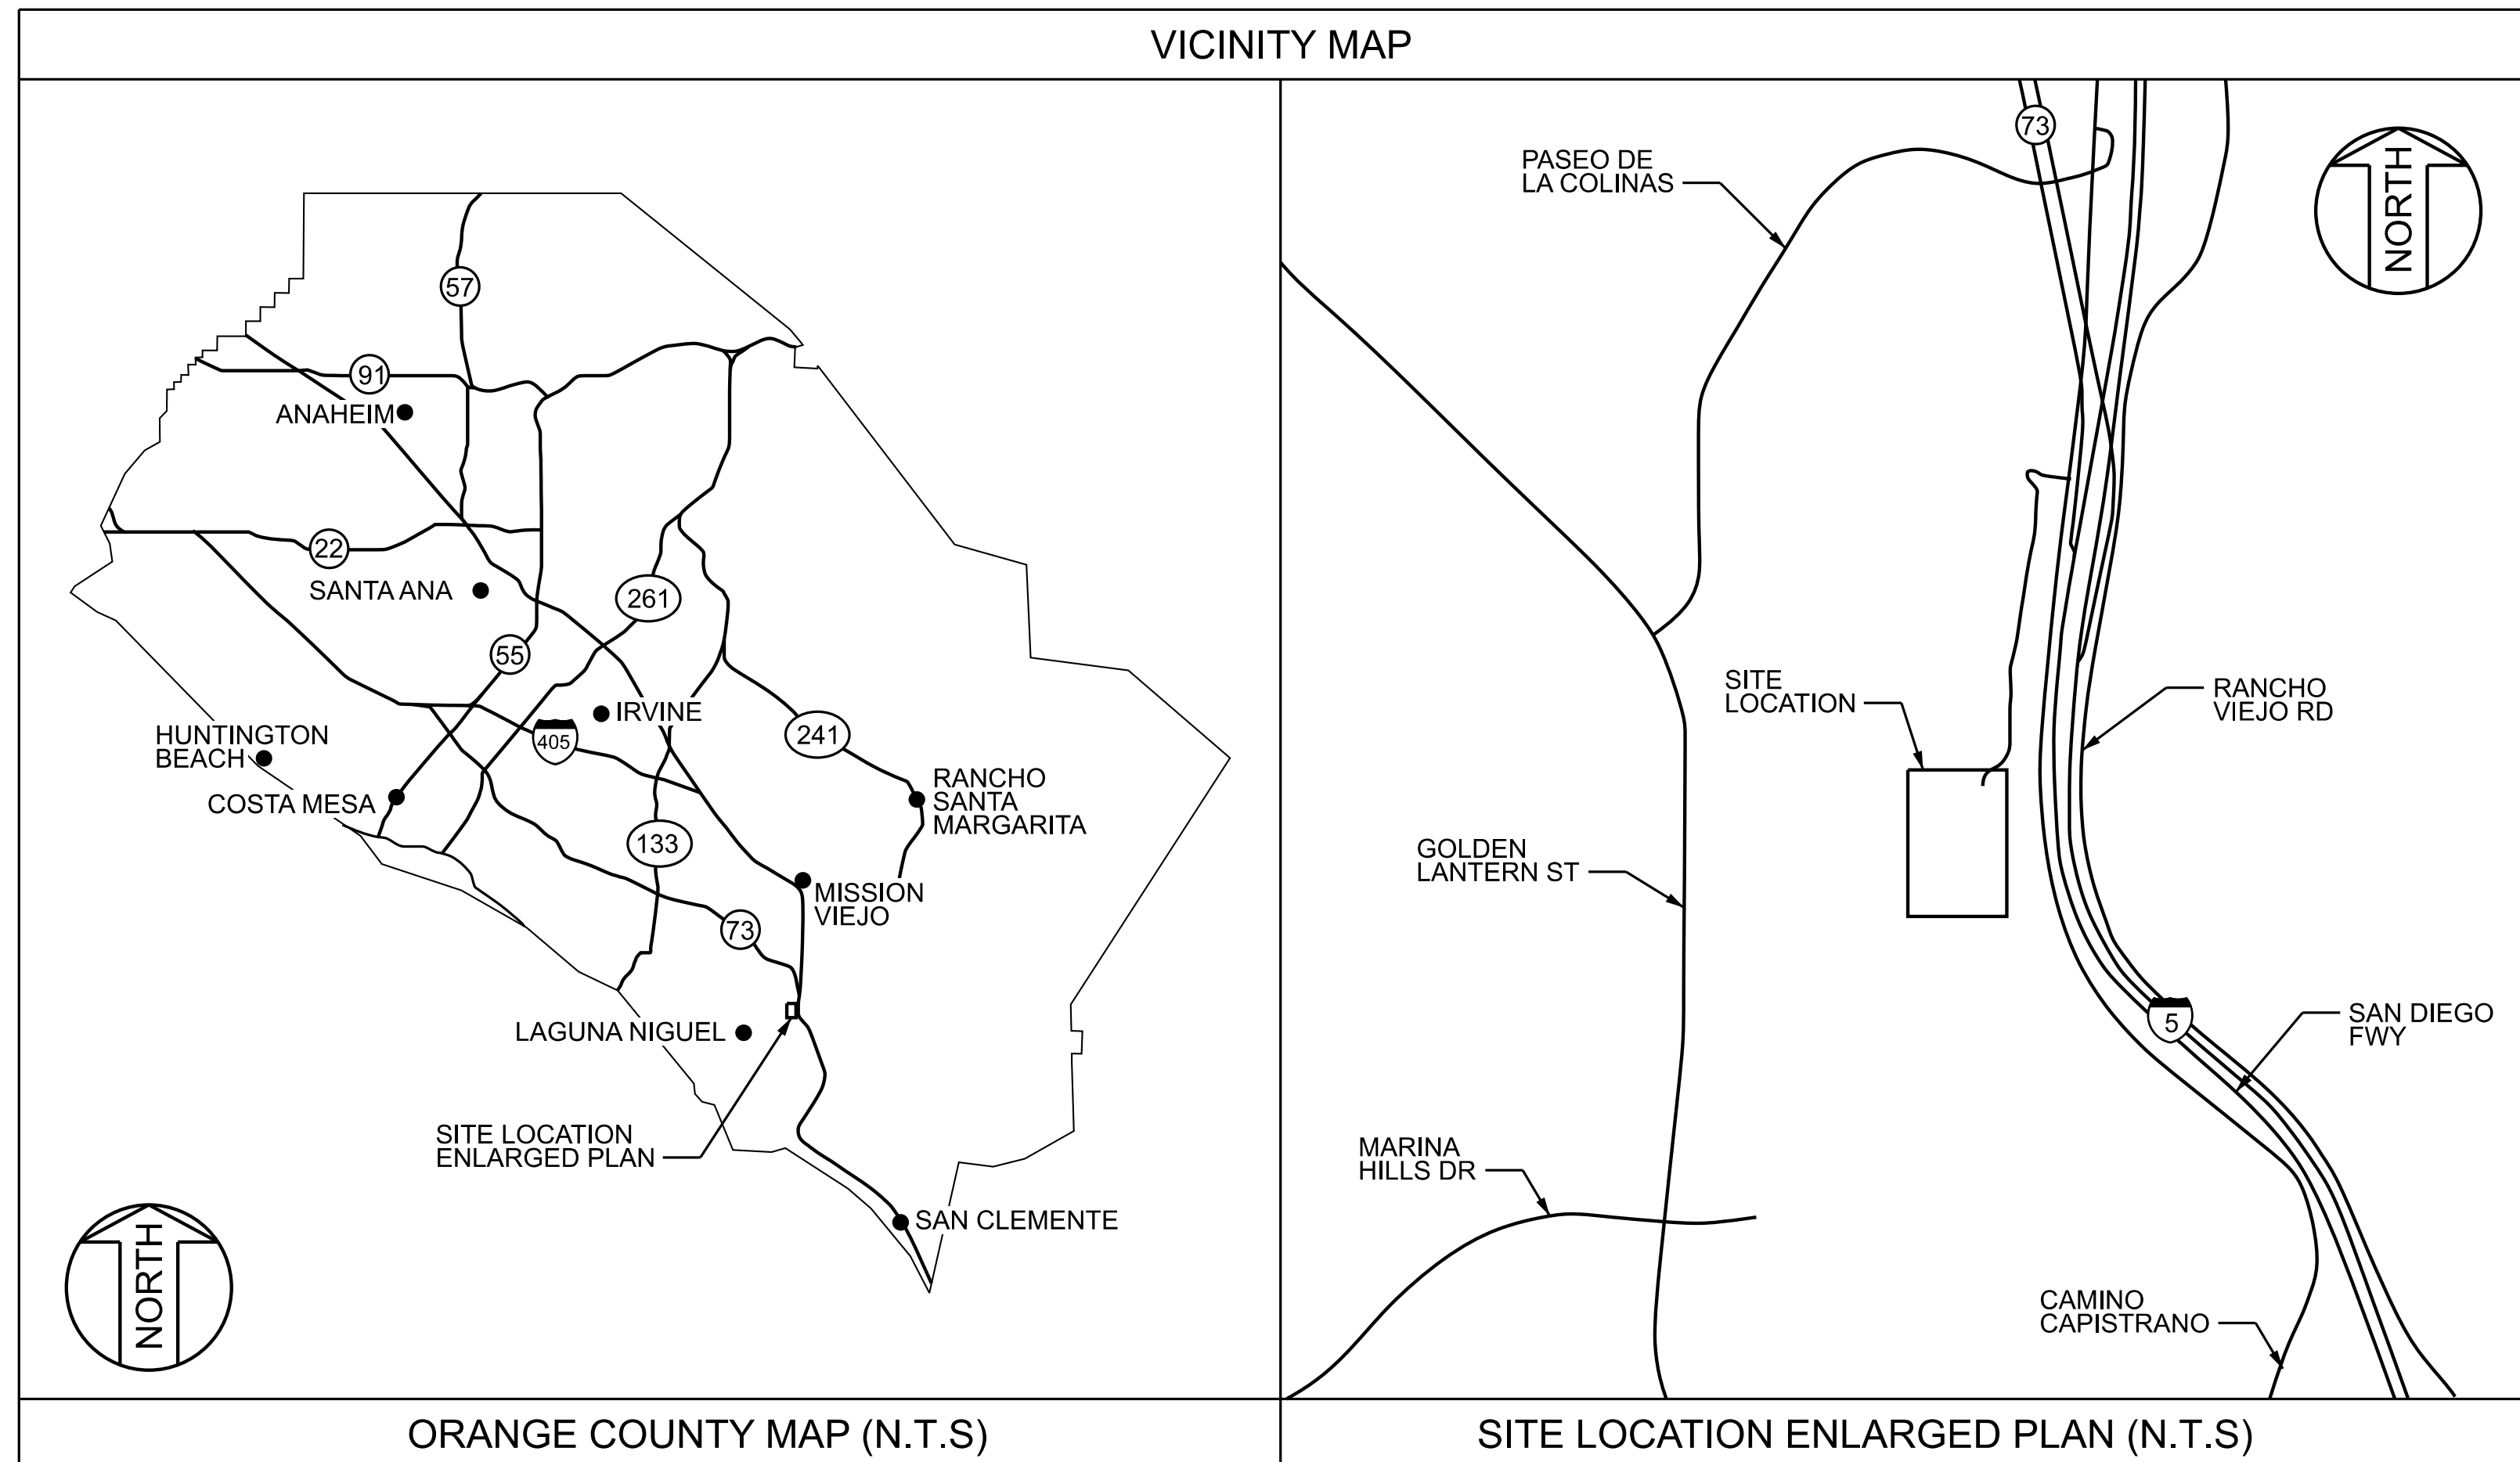 VICINITY MAP
57
91
ANAHEIM
22
SANTA ANA
261
55
IRVINE
405
HUNTINGTON
BEACH
241
COSTA MESA
RANCHO
SANTA
MARGARITA
133
MISSION
VIEJO
73
LAGUNA NIGUEL
SITE LOCATION
ENLARGED PLAN
SAN CLEMENTE
NORTH
ORANGE COUNTY MAP (N.T.S)
73
PASEO DE
LA COLINAS
NORTH
SITE
LOCATION
RANCHO
VIEJO RD
GOLDEN
LANTERN ST
5
SAN DIEGO
FWY
MARINA
HILLS DR
CAMINO
CAPISTRANO
SITE LOCATION ENLARGED PLAN (N.T.S)